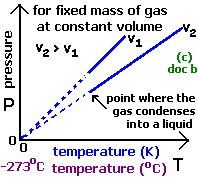 for fixed mass of gas
at constant volume
v₂ > v₁
v₁
v₂
(c)
doc b
pressure
P
point where the
gas condenses
into a liquid
0
0
temperature (K)
T
-273°C temperature (°C)